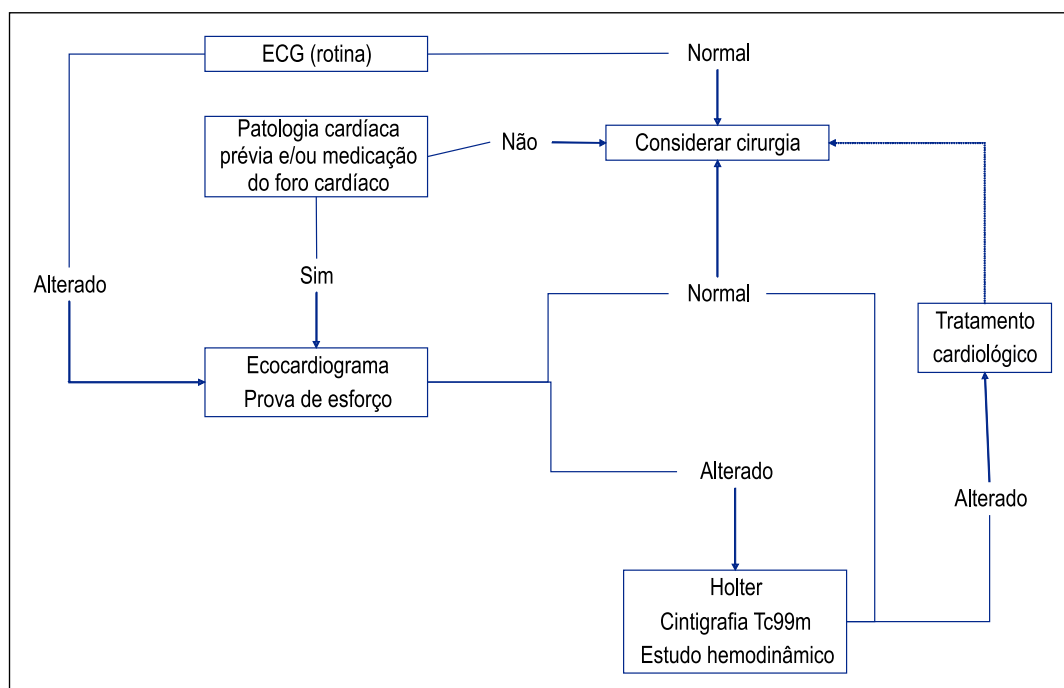 ECG (rotina)
Normal
Patologia cardíaca
prévia e/ou medicação
do foro cardíaco
Não
Considerar cirurgia
Alterado
Sim
Normal
Tratamento
cardiológico
Ecocardiograma
Prova de esforço
Alterado
Alterado
Holter
Cintigrafia Tc99m
Estudo hemodinâmico